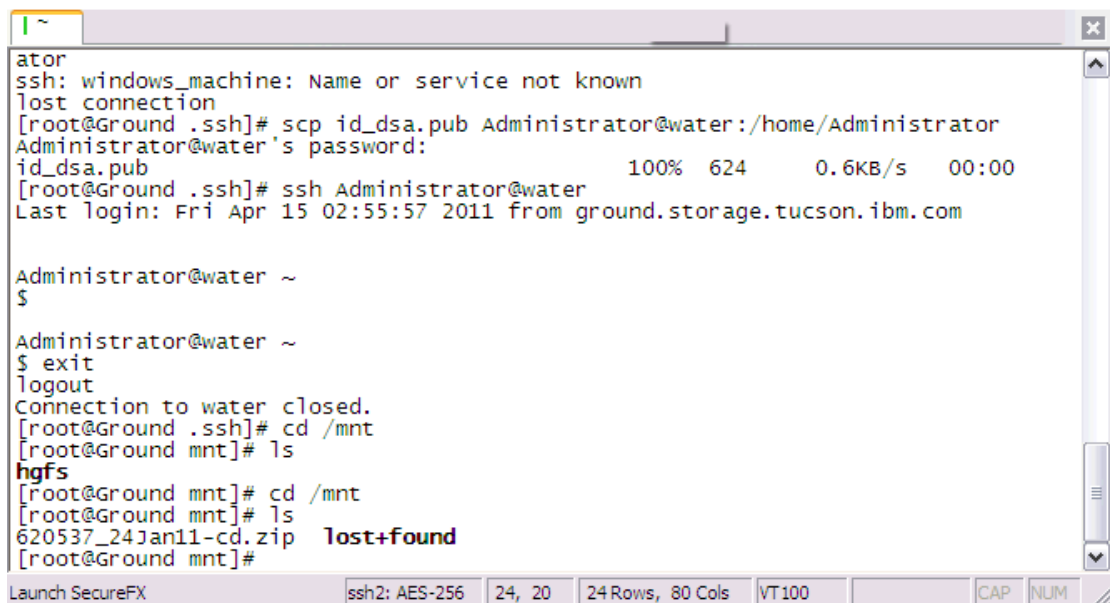 ~
ator
ssh: windows_machine: Name or service not known
lost connection
[root@Ground .ssh]# scp id_dsa.pub Administrator@water:/home/Administrator
Administrator@water's password:
id_dsa.pub 100% 624 0.6KB/s 00:00
[root@Ground .ssh]# ssh Administrator@water
Last login: Fri Apr 15 02:55:57 2011 from ground.storage.tucson.ibm.com
Administrator@water ~
$
Administrator@water ~
$ exit
logout
Connection to water closed.
[root@Ground .ssh]# cd /mnt
[root@Ground mnt]# ls
hgfs
[root@Ground mnt]# cd /mnt
[root@Ground mnt]# ls
620537_24Jan11-cd.zip lost+found
[root@Ground mnt]#
Launch SecureFX ssh2: AES-256 24, 20 24 Rows, 80 Cols VT100 CAP NUM